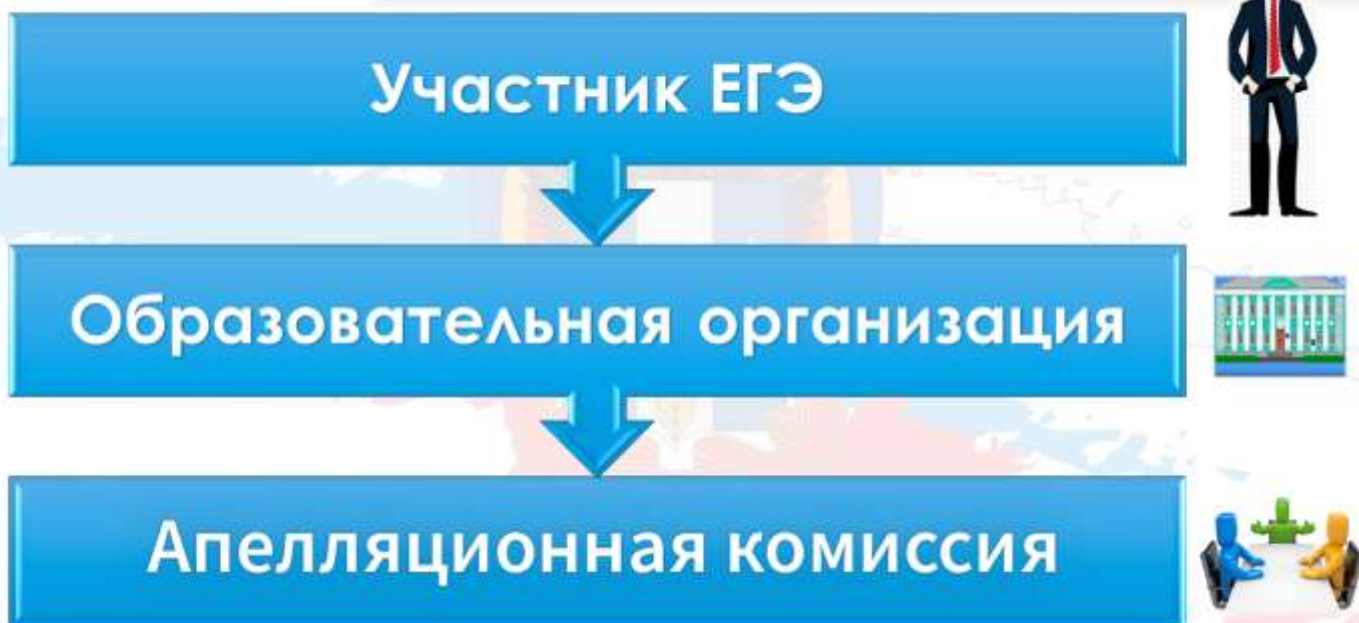 Участник ЕГЭ
Образовательная организация
Апелляционная комиссия